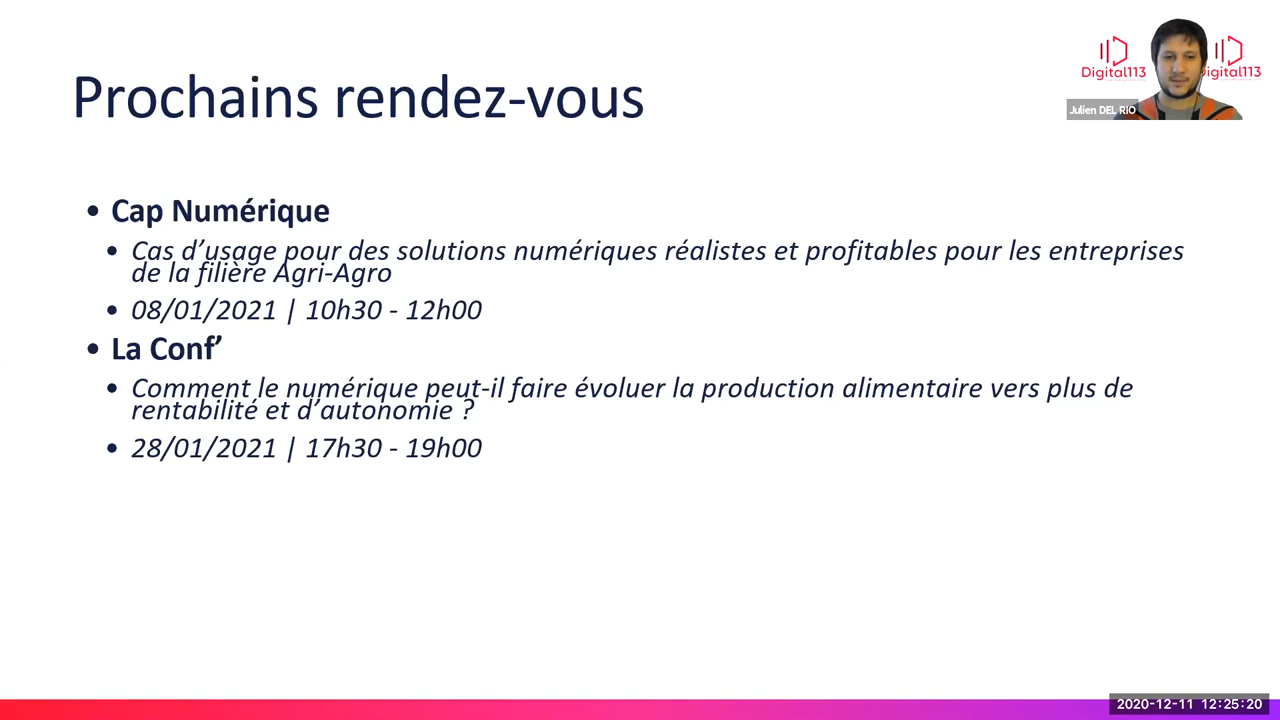 Prochains rendez-vous
Digital113
Digital113
Julien DEL RIO
• Cap Numérique
• Cas d’usage pour des solutions numériques réalistes et profitables pour les entreprises
de la filière Agri-Agro
• 08/01/2021 | 10h30 - 12h00
• La Conf’
• Comment le numérique peut-il faire évoluer la production alimentaire vers plus de
rentabilité et d’autonomie ?
• 28/01/2021 | 17h30 - 19h00
2020-12-11 12:25:20